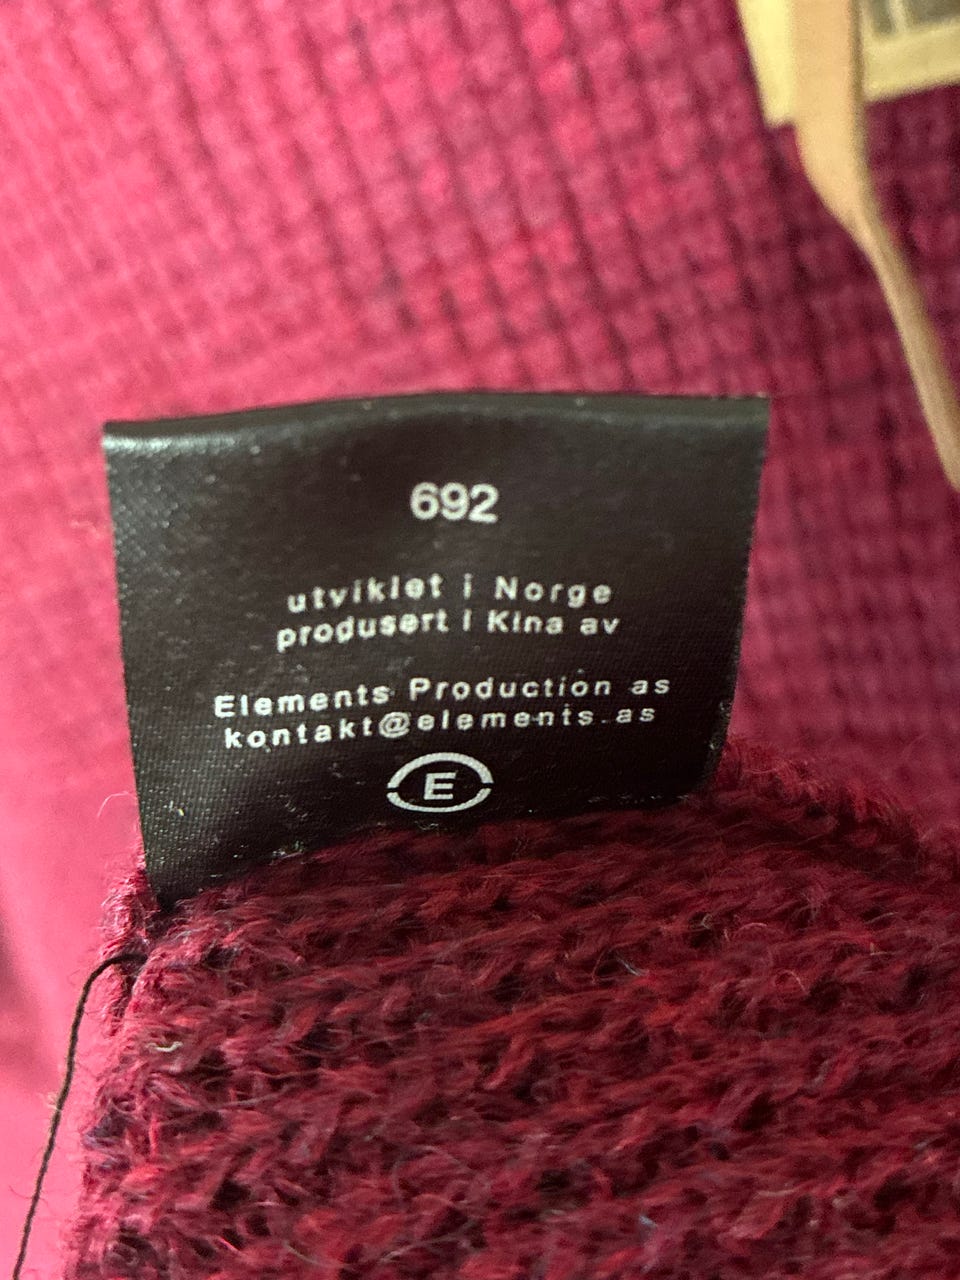 692
utviklet i Norge
produsert i Kina av
Elements Production as
kontakt@elements.as
E